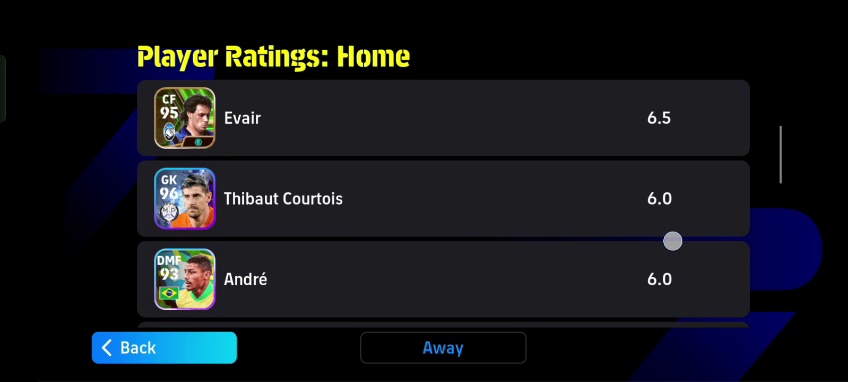 Player Ratings: Home
CF
95
Evair
6.5
GK
96
Thibaut Courtois
6.0
DMF
93
André
6.0
Back
Away